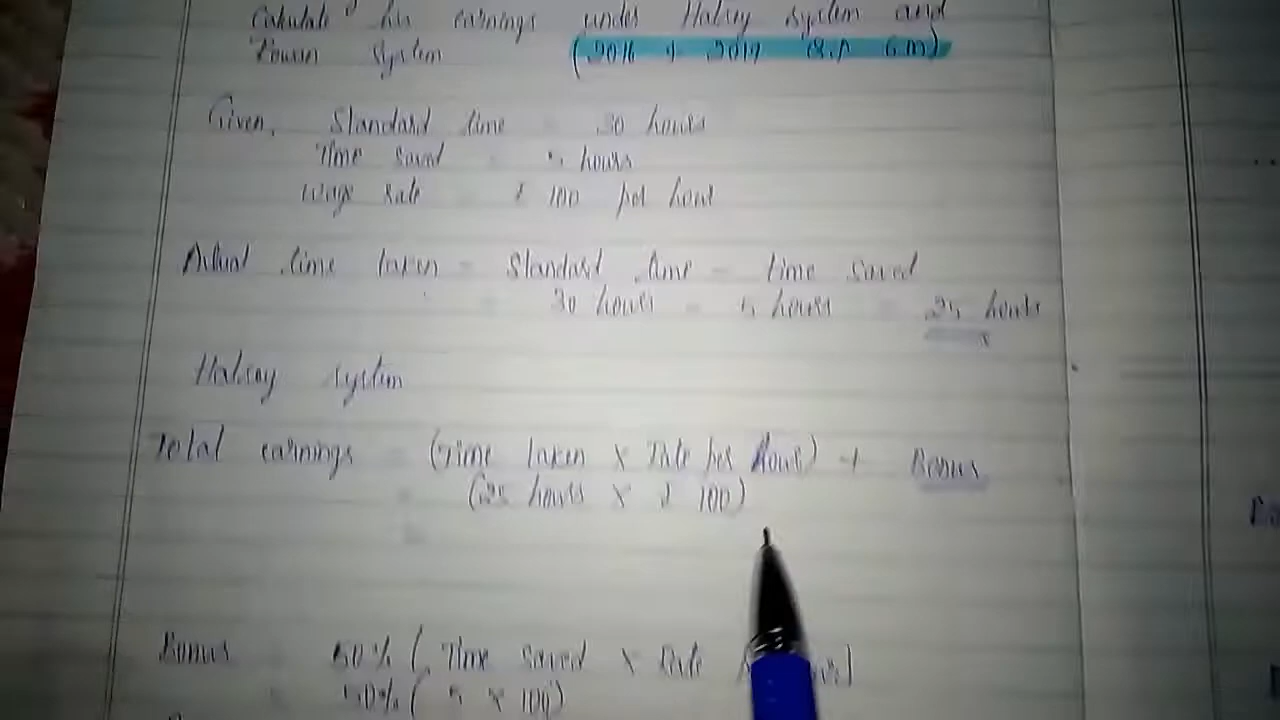 Calculate his earnings under Halsey system and
Rowan system (2016 + 2017 8.A 6.M)
Given, Standard time = 30 hours
Time saved = 5 hours
Wage rate = ₹ 100 per hour
Actual time taken = Standard time - time saved
= 30 hours - 5 hours = 25 hours
Halsey system
Total earnings = (Time taken X Rate per Hour) + Bonus
= (25 hours X ₹ 100)
Bonus = 50% ( Time saved X Rate
= 50% ( 5 X 100)